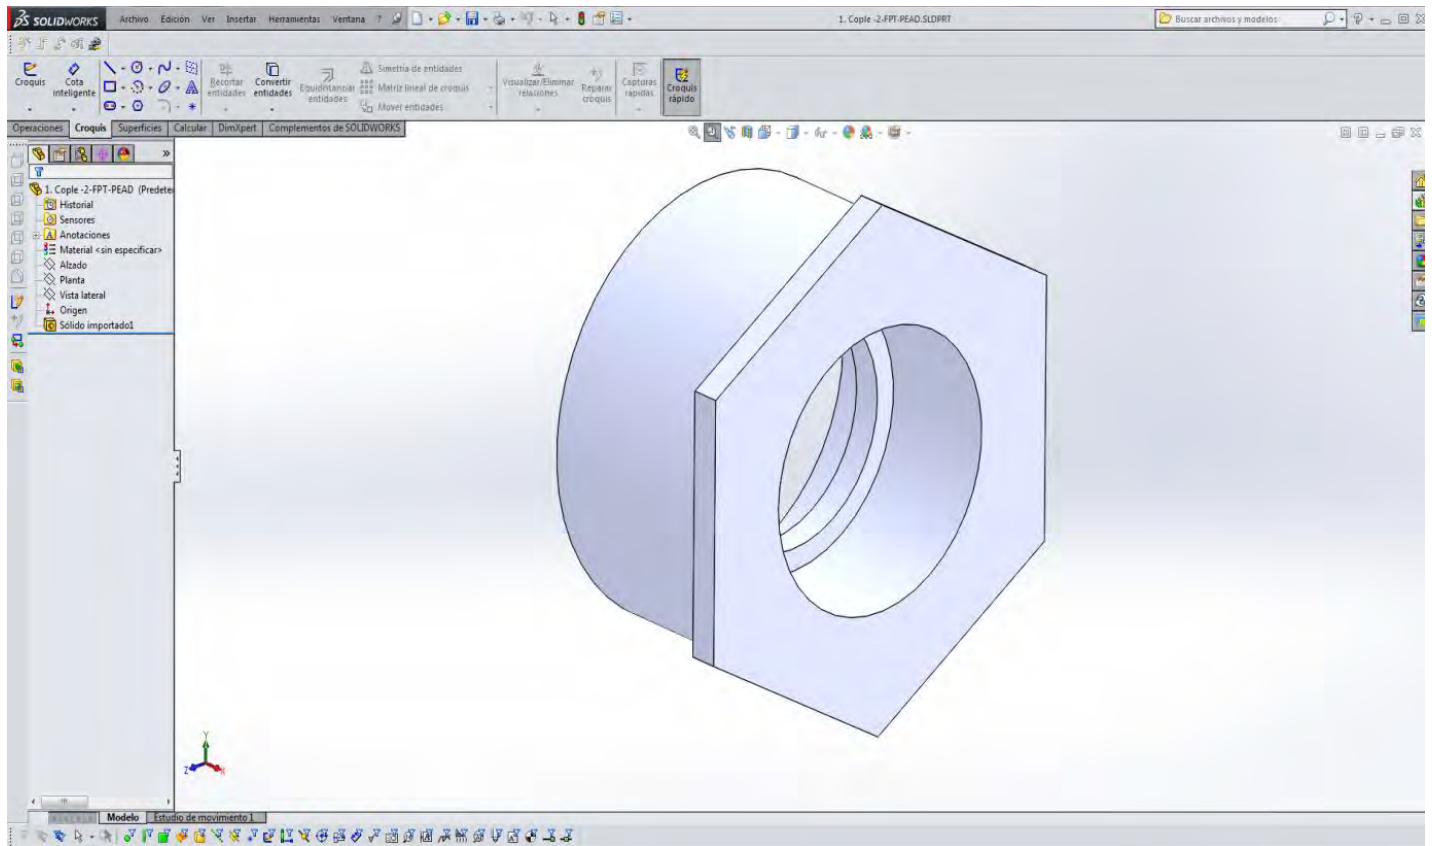 SOLIDWORKS Archivo Edición Ver Insertar Herramientas Ventana ? 1. Cople -2-FPT-PEAD.SLDPRT Buscar archivos y modelos
Croquis
Cota inteligente
Recortar entidades
Convertir entidades
Equidistanciar entidades
Simetría de entidades
Matriz lineal de croquis
Mover entidades
Visualizar/Eliminar relaciones
Reparar croquis
Capturas rápidas
Croquis rápido
Operaciones Croquis Superficies Calcular DimXpert Complementos de SOLIDWORKS
1. Cople -2-FPT-PEAD (Predete
Historial
Sensores
Anotaciones
Material <sin especificar>
Alzado
Planta
Vista lateral
Origen
Sólido importado1
Y
Z X
Modelo Estudio de movimiento 1